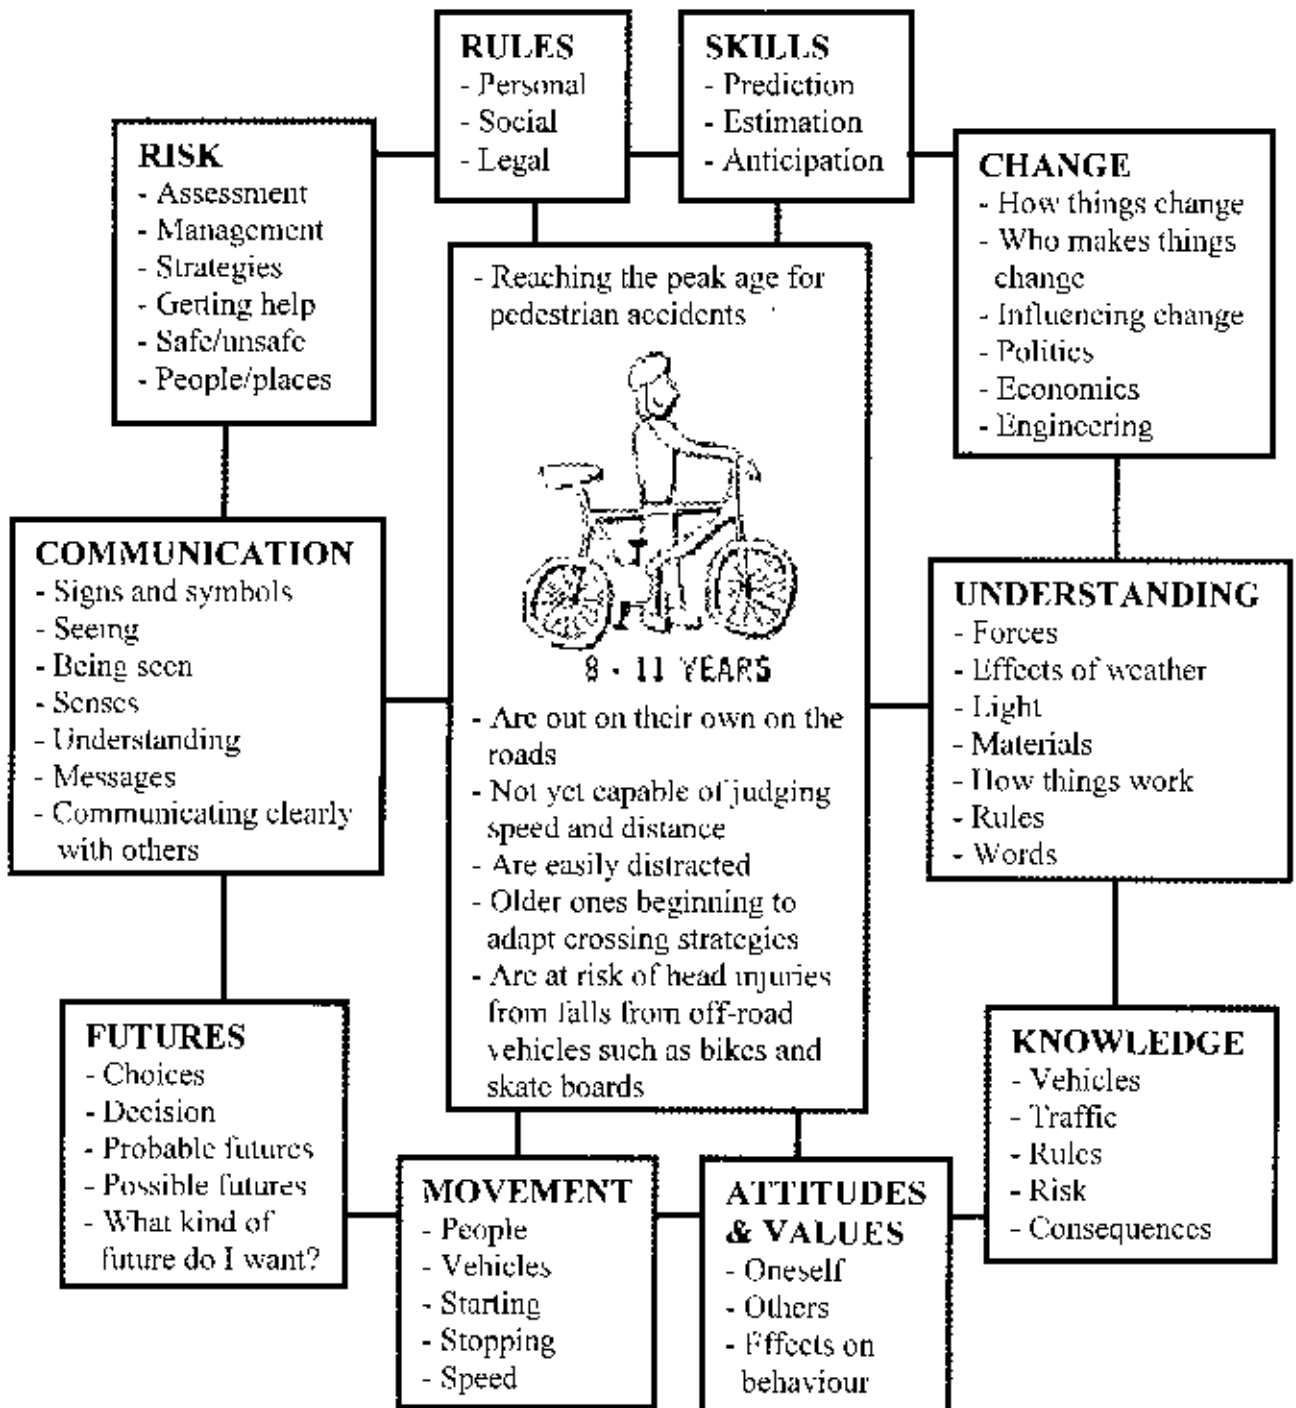 RULES
- Personal
- Social
- Legal
SKILLS
- Prediction
- Estimation
- Anticipation
RISK
- Assessment
- Management
- Strategies
- Getting help
- Safe/unsafe
- People/places
CHANGE
- How things change
- Who makes things
change
- Influencing change
- Politics
- Economics
- Engineering
- Reaching the peak age for
pedestrian accidents
8 - 11 YEARS
- Are out on their own on the
roads
- Not yet capable of judging
speed and distance
- Are easily distracted
- Older ones beginning to
adapt crossing strategies
- Are at risk of head injuries
from falls from off-road
vehicles such as bikes and
skate boards
COMMUNICATION
- Signs and symbols
- Seeing
- Being seen
- Senses
- Understanding
- Messages
- Communicating clearly
with others
UNDERSTANDING
- Forces
- Effects of weather
- Light
- Materials
- How things work
- Rules
- Words
FUTURES
- Choices
- Decision
- Probable futures
- Possible futures
- What kind of
future do I want?
MOVEMENT
- People
- Vehicles
- Starting
- Stopping
- Speed
ATTITUDES
& VALUES
- Oneself
- Others
- Effects on
behaviour
KNOWLEDGE
- Vehicles
- Traffic
- Rules
- Risk
- Consequences